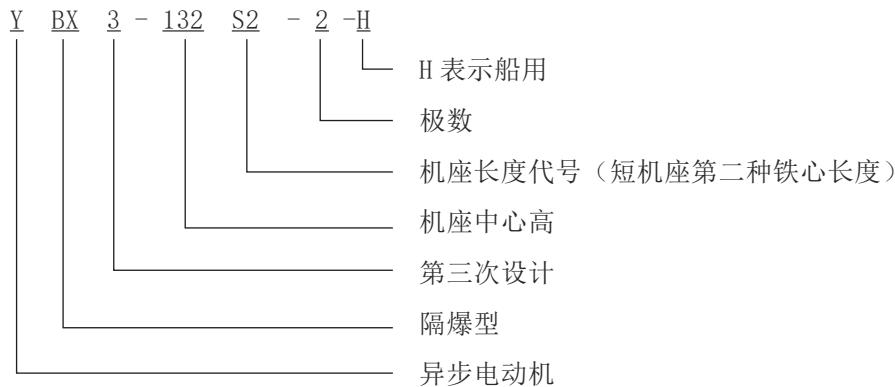 Y BX 3 - 132 S2 - 2 -H
H 表示船用
极数
机座长度代号（短机座第二种铁心长度）
机座中心高
第三次设计
隔爆型
异步电动机